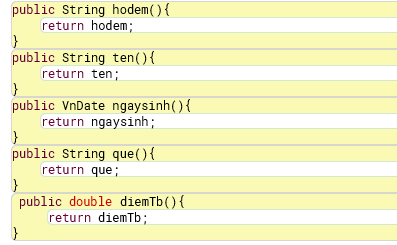 public String hodem(){
return hodem;
}
public String ten(){
return ten;
}
public VnDate ngaysinh(){
return ngaysinh;
}
public String que(){
return que;
}
public double diemTb(){
return diemTb;
}